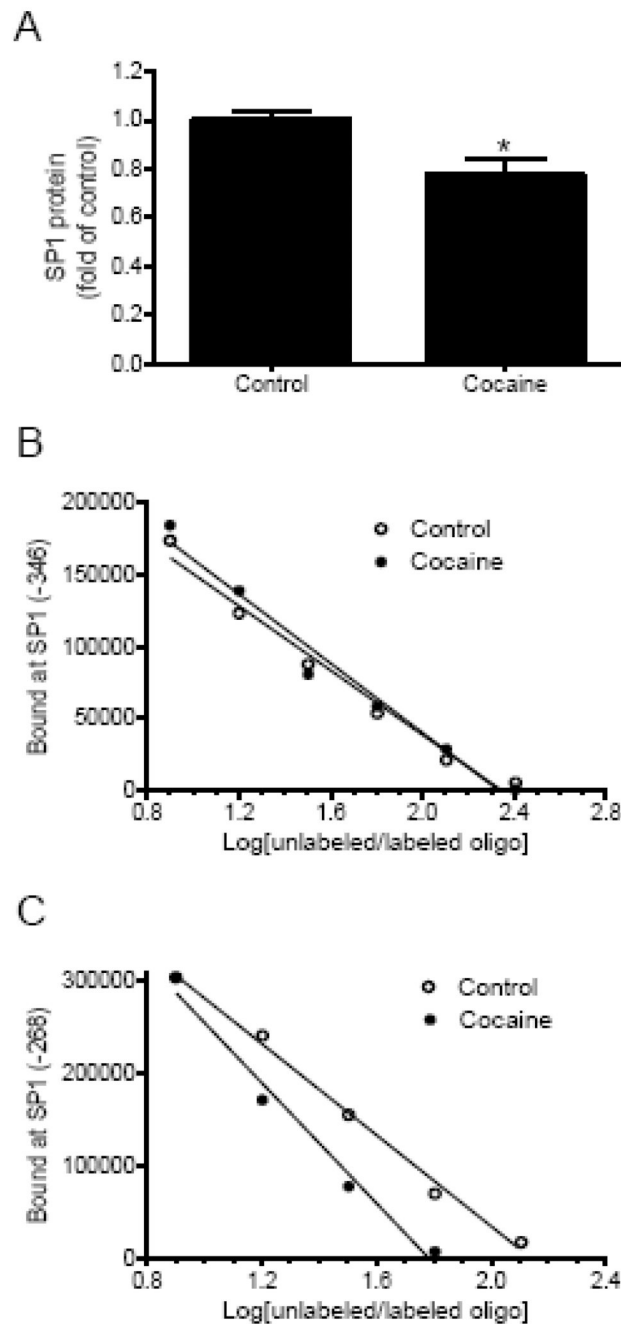 A
SP1 protein
(fold of control)
1.2
1.0
0.8
0.6
0.4
0.2
0.0
*
Control Cocaine
B
Bound at SP1 (-346)
200000
150000
100000
50000
0
Control
Cocaine
0.8 1.2 1.6 2.0 2.4 2.8
Log[unlabeled/labeled oligo]
C
Bound at SP1 (-268)
300000
200000
100000
0
Control
Cocaine
0.8 1.2 1.6 2.0 2.4
Log[unlabeled/labeled oligo]